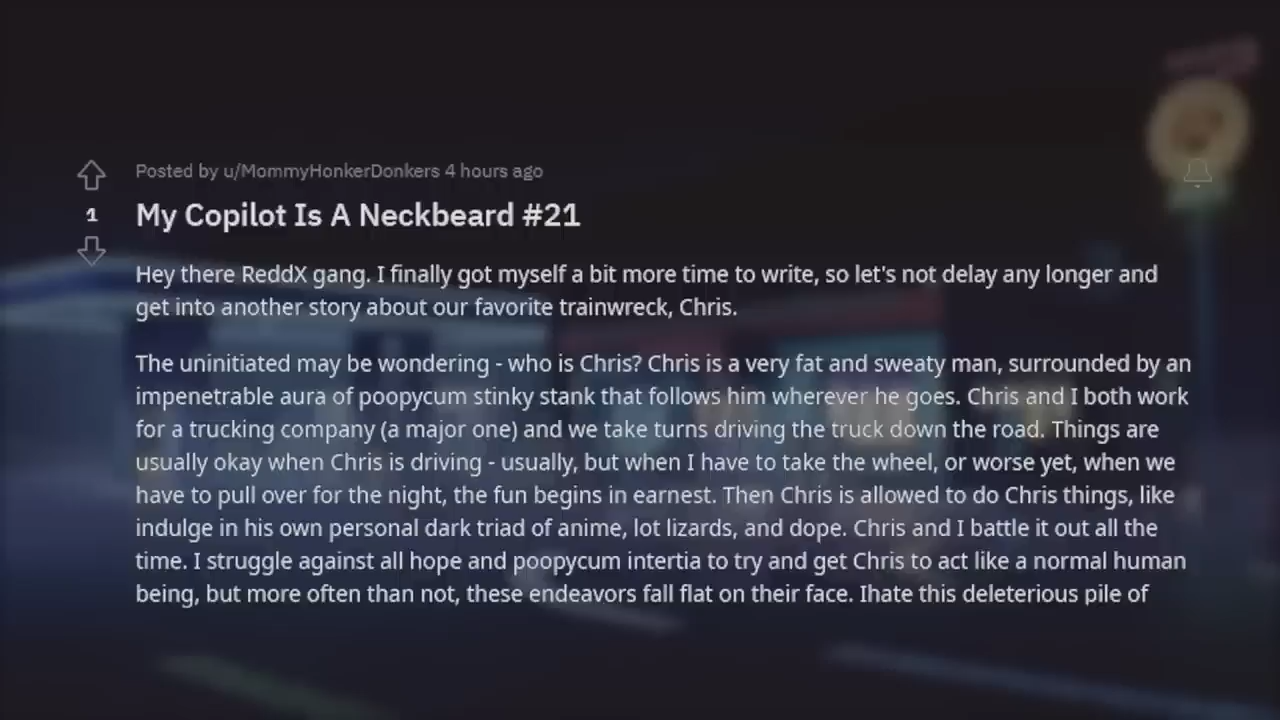 Posted by u/MommyHonkerDonkers 4 hours ago
1
My Copilot Is A Neckbeard #21
Hey there ReddX gang. I finally got myself a bit more time to write, so let's not delay any longer and
get into another story about our favorite trainwreck, Chris.
The uninitiated may be wondering - who is Chris? Chris is a very fat and sweaty man, surrounded by an
impenetrable aura of poopycum stinky stank that follows him wherever he goes. Chris and I both work
for a trucking company (a major one) and we take turns driving the truck down the road. Things are
usually okay when Chris is driving - usually, but when I have to take the wheel, or worse yet, when we
have to pull over for the night, the fun begins in earnest. Then Chris is allowed to do Chris things, like
indulge in his own personal dark triad of anime, lot lizards, and dope. Chris and I battle it out all the
time. I struggle against all hope and poopycum intertia to try and get Chris to act like a normal human
being, but more often than not, these endeavors fall flat on their face. Ihate this deleterious pile of